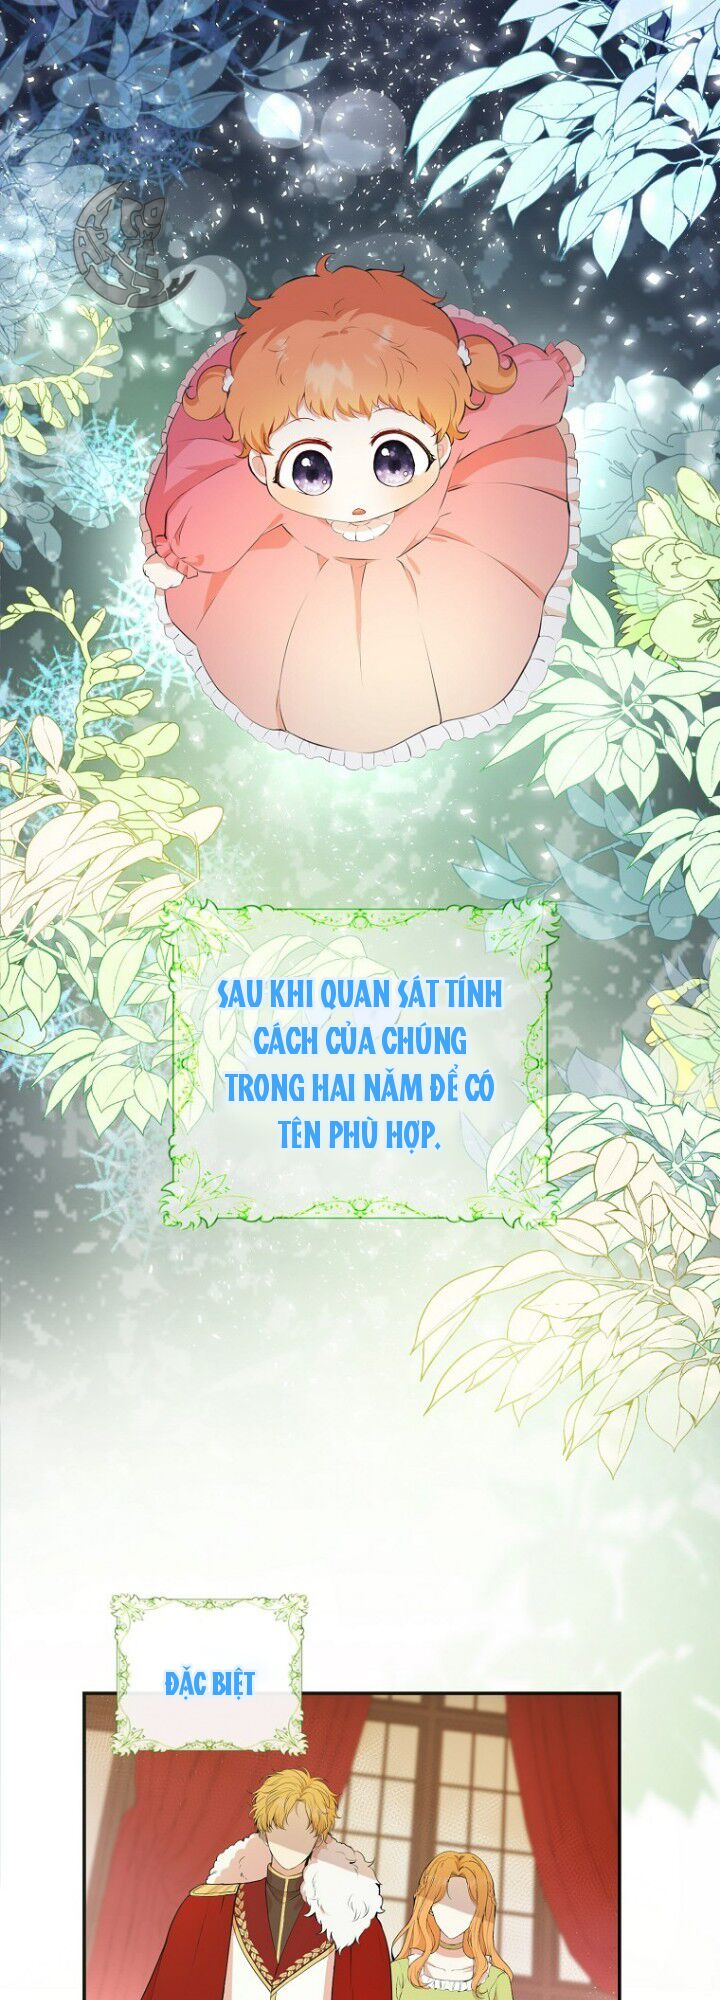 SAU KHI QUAN SÁT TÍNH
CÁCH CỦA CHÚNG
TRONG HAI NĂM ĐỂ CÓ
TÊN PHÙ HỢP.
ĐẶC BIỆT